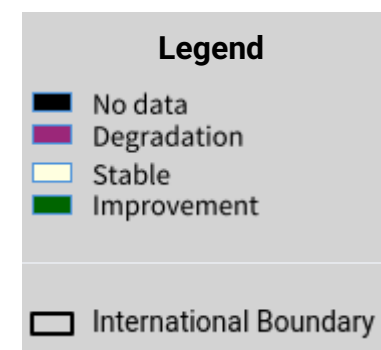 Legend
No data
Degradation
Stable
Improvement
International Boundary